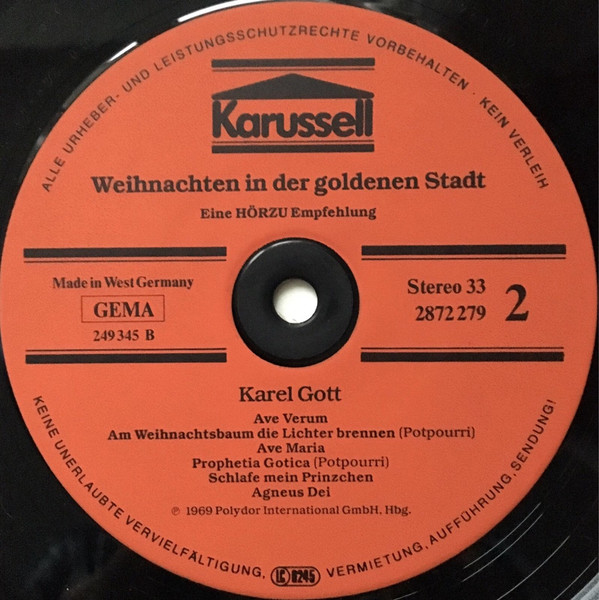 ALLE URHEBER- UND LEISTUNGSSCHUTZRECHTE VORBEHALTEN · KEIN VERLEIH
Karussell
Weihnachten in der goldenen Stadt
Eine HÖRZU Empfehlung
Made in West Germany
GEMA
249 345 B
Stereo 33
2872 279
2
Karel Gott
Ave Verum
Am Weihnachtsbaum die Lichter brennen (Potpourri)
Ave Maria
Prophetia Gotica (Potpourri)
Schlafe mein Prinzchen
Agneus Dei
℗ 1969 Polydor International GmbH, Hbg.
KEINE UNERLAUBTE VERVIELFÄLTIGUNG, VERMIETUNG, AUFFÜHRUNG, SENDUNG!
LC 0245